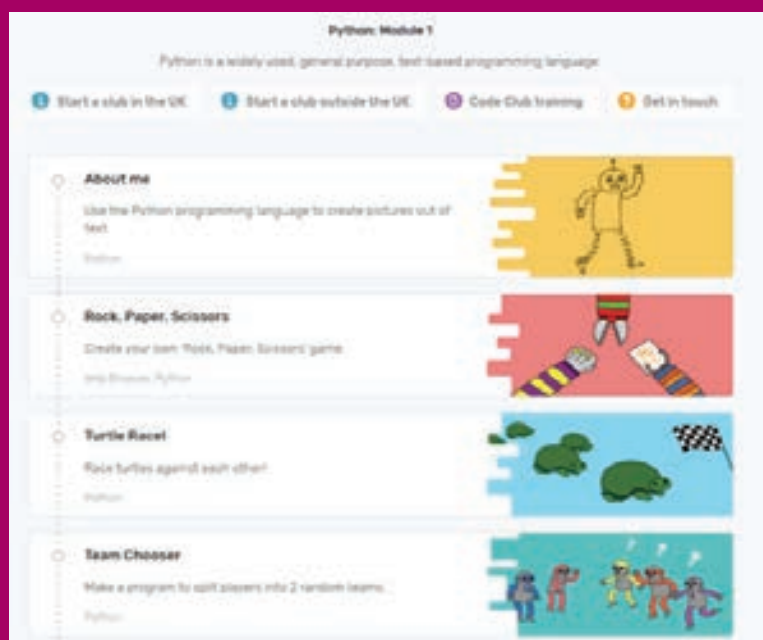 Python: Module 1
Python is a widely used, general purpose, text-based programming language
Start a club in the UK
Start a club outside the UK
Code Club training
Get in touch
About me
Use the Python programming language to create pictures out of
text
Python
Rock, Paper, Scissors
Create your own 'Rock, Paper, Scissors' game
Web Browser, Python
Turtle Race!
Race turtles against each other!
Python
Team Chooser
Make a program to split players into 2 random teams.
Python